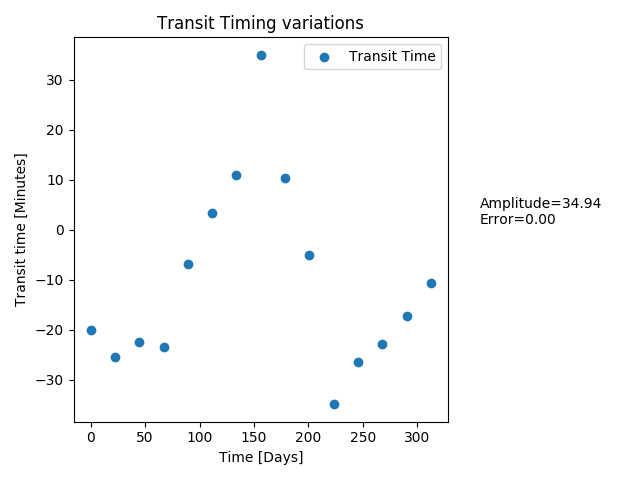 Transit Timing variations
Transit Time
30
20
10
0
−10
−20
−30
Transit time [Minutes]
0
50
100
150
200
250
300
Time [Days]
Amplitude=34.94
Error=0.00